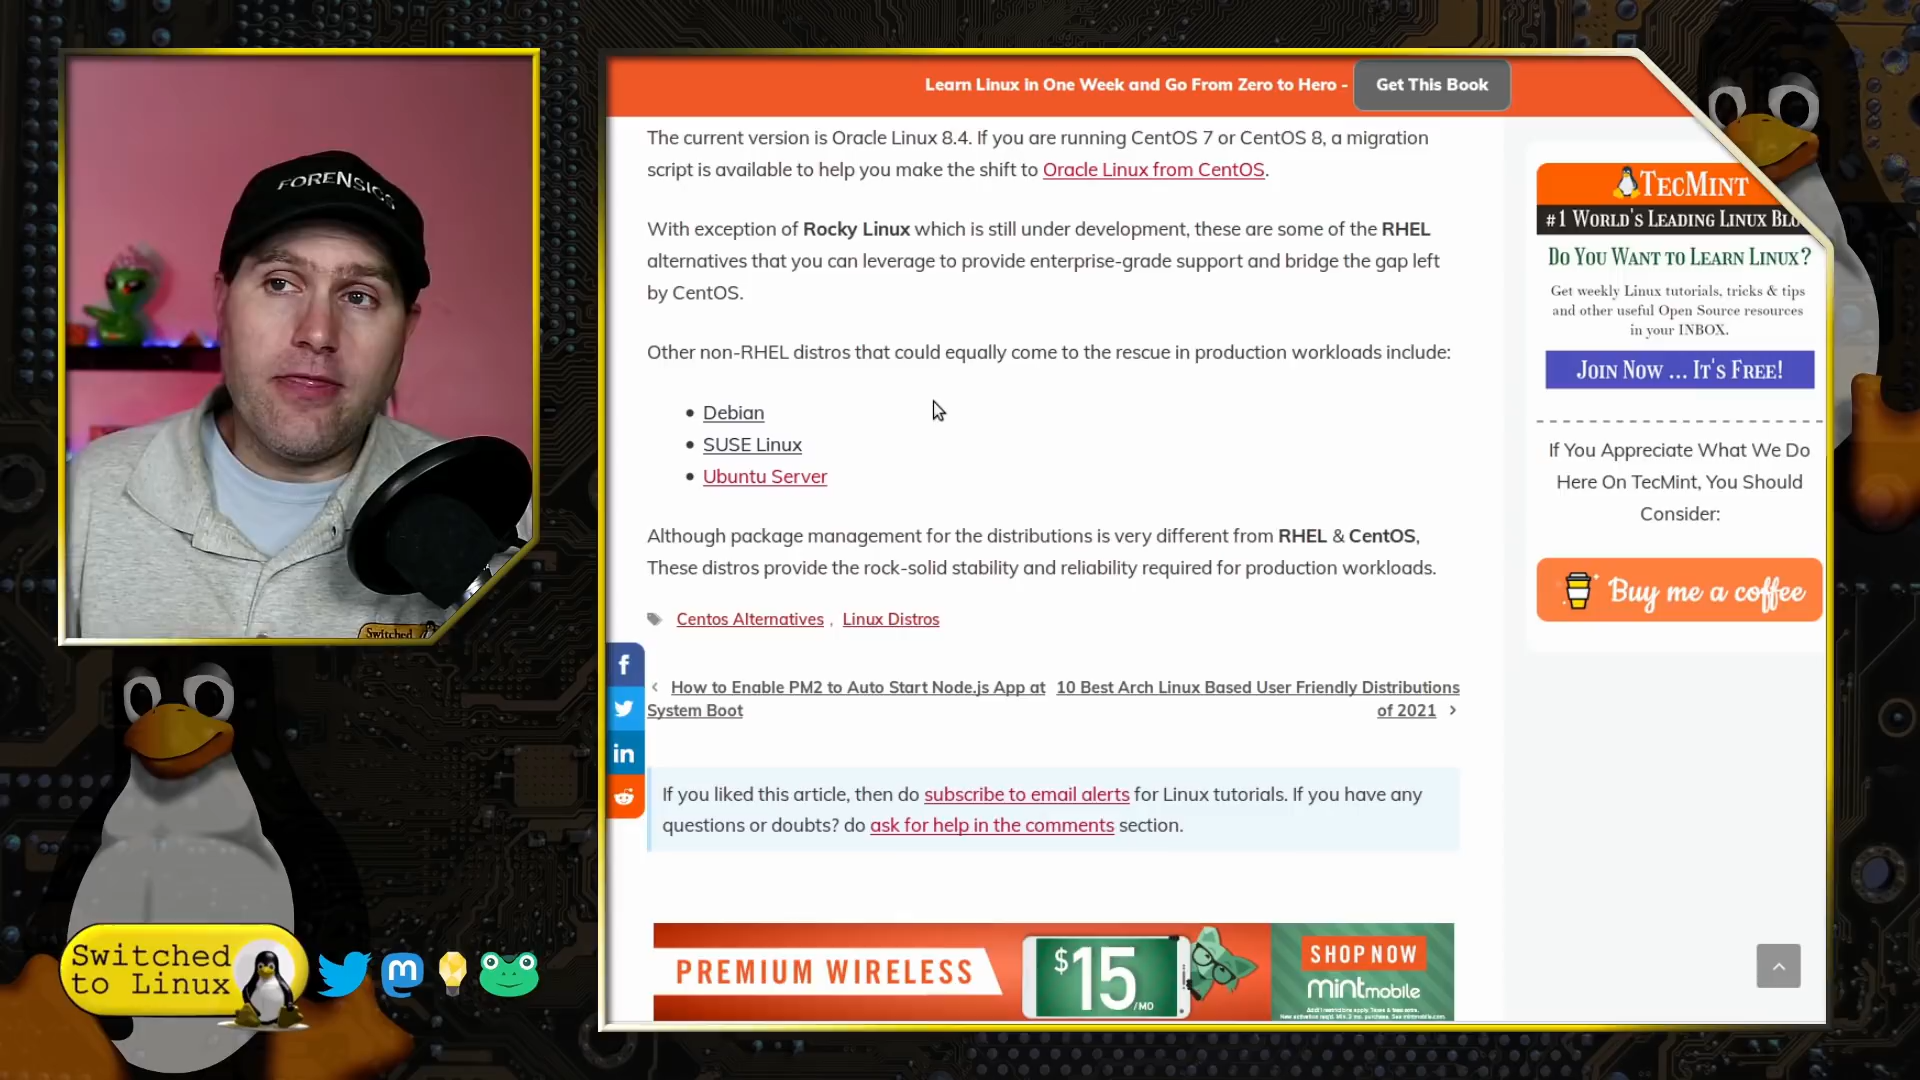 FORENSICS
Switched
Switched
to Linux
Learn Linux in One Week and Go From Zero to Hero - Get This Book
The current version is Oracle Linux 8.4. If you are running CentOS 7 or CentOS 8, a migration
script is available to help you make the shift to Oracle Linux from CentOS.
With exception of Rocky Linux which is still under development, these are some of the RHEL
alternatives that you can leverage to provide enterprise-grade support and bridge the gap left
by CentOS.
Other non-RHEL distros that could equally come to the rescue in production workloads include:
• Debian
• SUSE Linux
• Ubuntu Server
Although package management for the distributions is very different from RHEL & CentOS,
These distros provide the rock-solid stability and reliability required for production workloads.
Centos Alternatives , Linux Distros
‹ How to Enable PM2 to Auto Start Node.js App at
System Boot
10 Best Arch Linux Based User Friendly Distributions
of 2021 ›
If you liked this article, then do subscribe to email alerts for Linux tutorials. If you have any
questions or doubts? do ask for help in the comments section.
PREMIUM WIRELESS
$15/MO
SHOP NOW
mintmobile
TECMINT
#1 WORLD'S LEADING LINUX BLO
DO YOU WANT TO LEARN LINUX?
Get weekly Linux tutorials, tricks & tips
and other useful Open Source resources
in your INBOX.
JOIN NOW ... IT'S FREE!
If You Appreciate What We Do
Here On TecMint, You Should
Consider:
Buy me a coffee